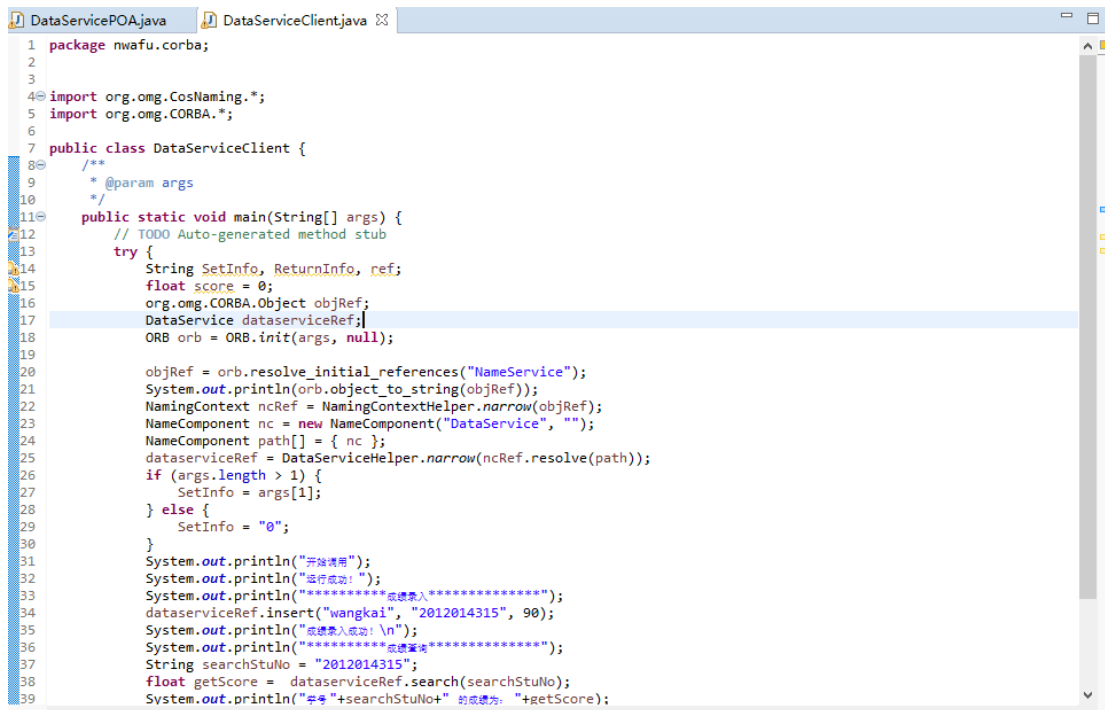 DataServicePOA.java DataServiceClient.java
1 package nwafu.corba;
2
3
4 import org.omg.CosNaming.*;
5 import org.omg.CORBA.*;
6
7 public class DataServiceClient {
8 /**
9 * @param args
10 */
11 public static void main(String[] args) {
12 // TODO Auto-generated method stub
13 try {
14 String SetInfo, ReturnInfo, ref;
15 float score = 0;
16 org.omg.CORBA.Object objRef;
17 DataService dataserviceRef;
18 ORB orb = ORB.init(args, null);
19
20 objRef = orb.resolve_initial_references("NameService");
21 System.out.println(orb.object_to_string(objRef));
22 NamingContext ncRef = NamingContextHelper.narrow(objRef);
23 NameComponent nc = new NameComponent("DataService", "");
24 NameComponent path[] = { nc };
25 dataserviceRef = DataServiceHelper.narrow(ncRef.resolve(path));
26 if (args.length > 1) {
27 SetInfo = args[1];
28 } else {
29 SetInfo = "0";
30 }
31 System.out.println("开始调用");
32 System.out.println("运行成功！");
33 System.out.println("**********成绩录入**************");
34 dataserviceRef.insert("wangkai", "2012014315", 90);
35 System.out.println("成绩录入成功！\n");
36 System.out.println("**********成绩查询**************");
37 String searchStuNo = "2012014315";
38 float getScore = dataserviceRef.search(searchStuNo);
39 System.out.println("学号"+searchStuNo+" 的成绩为： "+getScore);